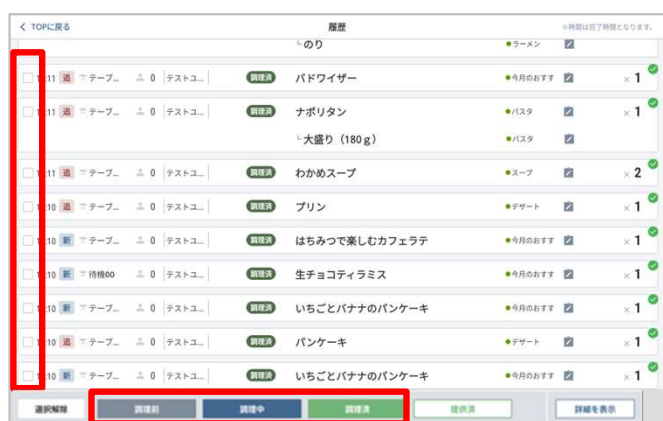 TOPに戻る 履歴 ※時間は完了時間となります。
└のり ●ラーメン
:11 追 テーブ... 0 テストユ... 調理済 バドワイザー ●今月のおすす ×1
:11 追 テーブ... 0 テストユ... 調理済 ナポリタン ●パスタ ×1
└大盛り（180g） ●パスタ
:11 追 テーブ... 0 テストユ... 調理済 わかめスープ ●スープ ×2
:10 追 テーブ... 0 テストユ... 調理済 プリン ●デザート ×1
:10 新 テーブ... 0 テストユ... 調理済 はちみつで楽しむカフェラテ ●今月のおすす ×1
:10 新 待機00 0 テストユ... 調理済 生チョコティラミス ●今月のおすす ×1
:10 新 テーブ... 0 テストユ... 調理済 いちごとバナナのパンケーキ ●今月のおすす ×1
:10 追 テーブ... 0 テストユ... 調理済 パンケーキ ●デザート ×1
:10 新 テーブ... 0 テストユ... 調理済 いちごとバナナのパンケーキ ●今月のおすす ×1
選択解除 調理前 調理中 調理済 提供済 詳細を表示